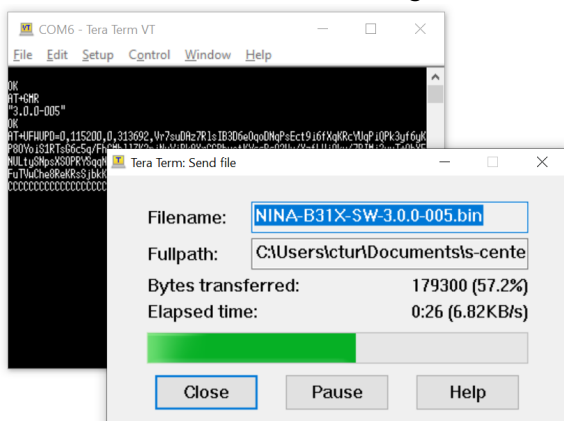 COM6 - Tera Term VT
File Edit Setup Control Window Help
OK
AT+GMR
"3.0.0-005"
OK
Tera Term: Send file
Filename: NINA-B31X-SW-3.0.0-005.bin
Fullpath: C:\Users\ctur\Documents\s-cente
Bytes transferred: 179300 (57.2%)
Elapsed time: 0:26 (6.82KB/s)
Close Pause Help